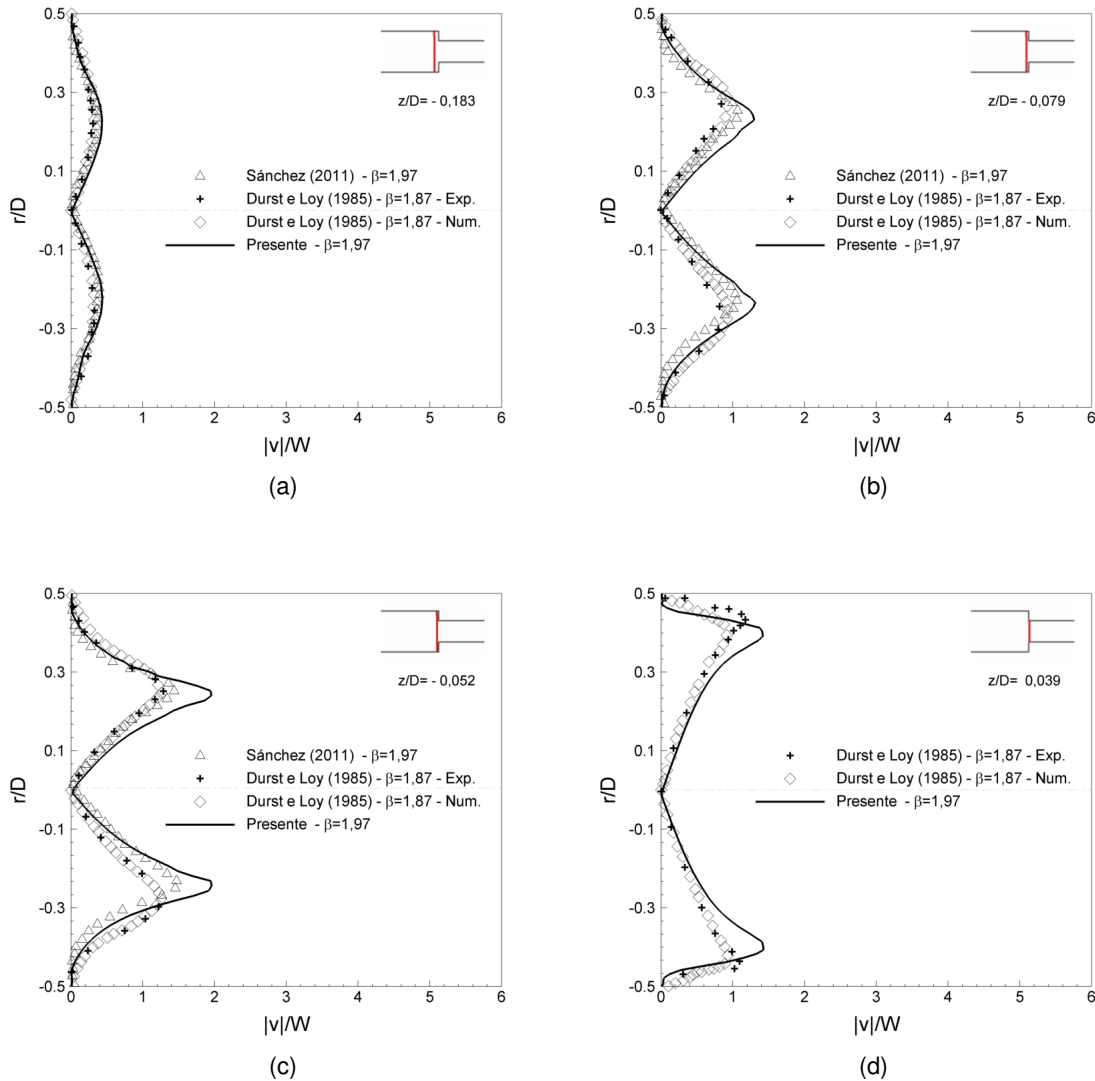 0.5
0.3
0.1
-0.1
-0.3
-0.5
r/D
z/D= - 0,183
Sánchez (2011) - β=1,97
Durst e Loy (1985) - β=1,87 - Exp.
Durst e Loy (1985) - β=1,87 - Num.
Presente - β=1,97
0 1 2 3 4 5 6
|v|/W
(a)
0.5
0.3
0.1
-0.1
-0.3
-0.5
r/D
z/D= - 0,079
Sánchez (2011) - β=1,97
Durst e Loy (1985) - β=1,87 - Exp.
Durst e Loy (1985) - β=1,87 - Num.
Presente - β=1,97
0 1 2 3 4 5 6
|v|/W
(b)
0.5
0.3
0.1
-0.1
-0.3
-0.5
r/D
z/D= - 0,052
Sánchez (2011) - β=1,97
Durst e Loy (1985) - β=1,87 - Exp.
Durst e Loy (1985) - β=1,87 - Num.
Presente - β=1,97
0 1 2 3 4 5 6
|v|/W
(c)
0.5
0.3
0.1
-0.1
-0.3
-0.5
r/D
z/D= 0,039
Durst e Loy (1985) - β=1,87 - Exp.
Durst e Loy (1985) - β=1,87 - Num.
Presente - β=1,97
0 1 2 3 4 5 6
|v|/W
(d)